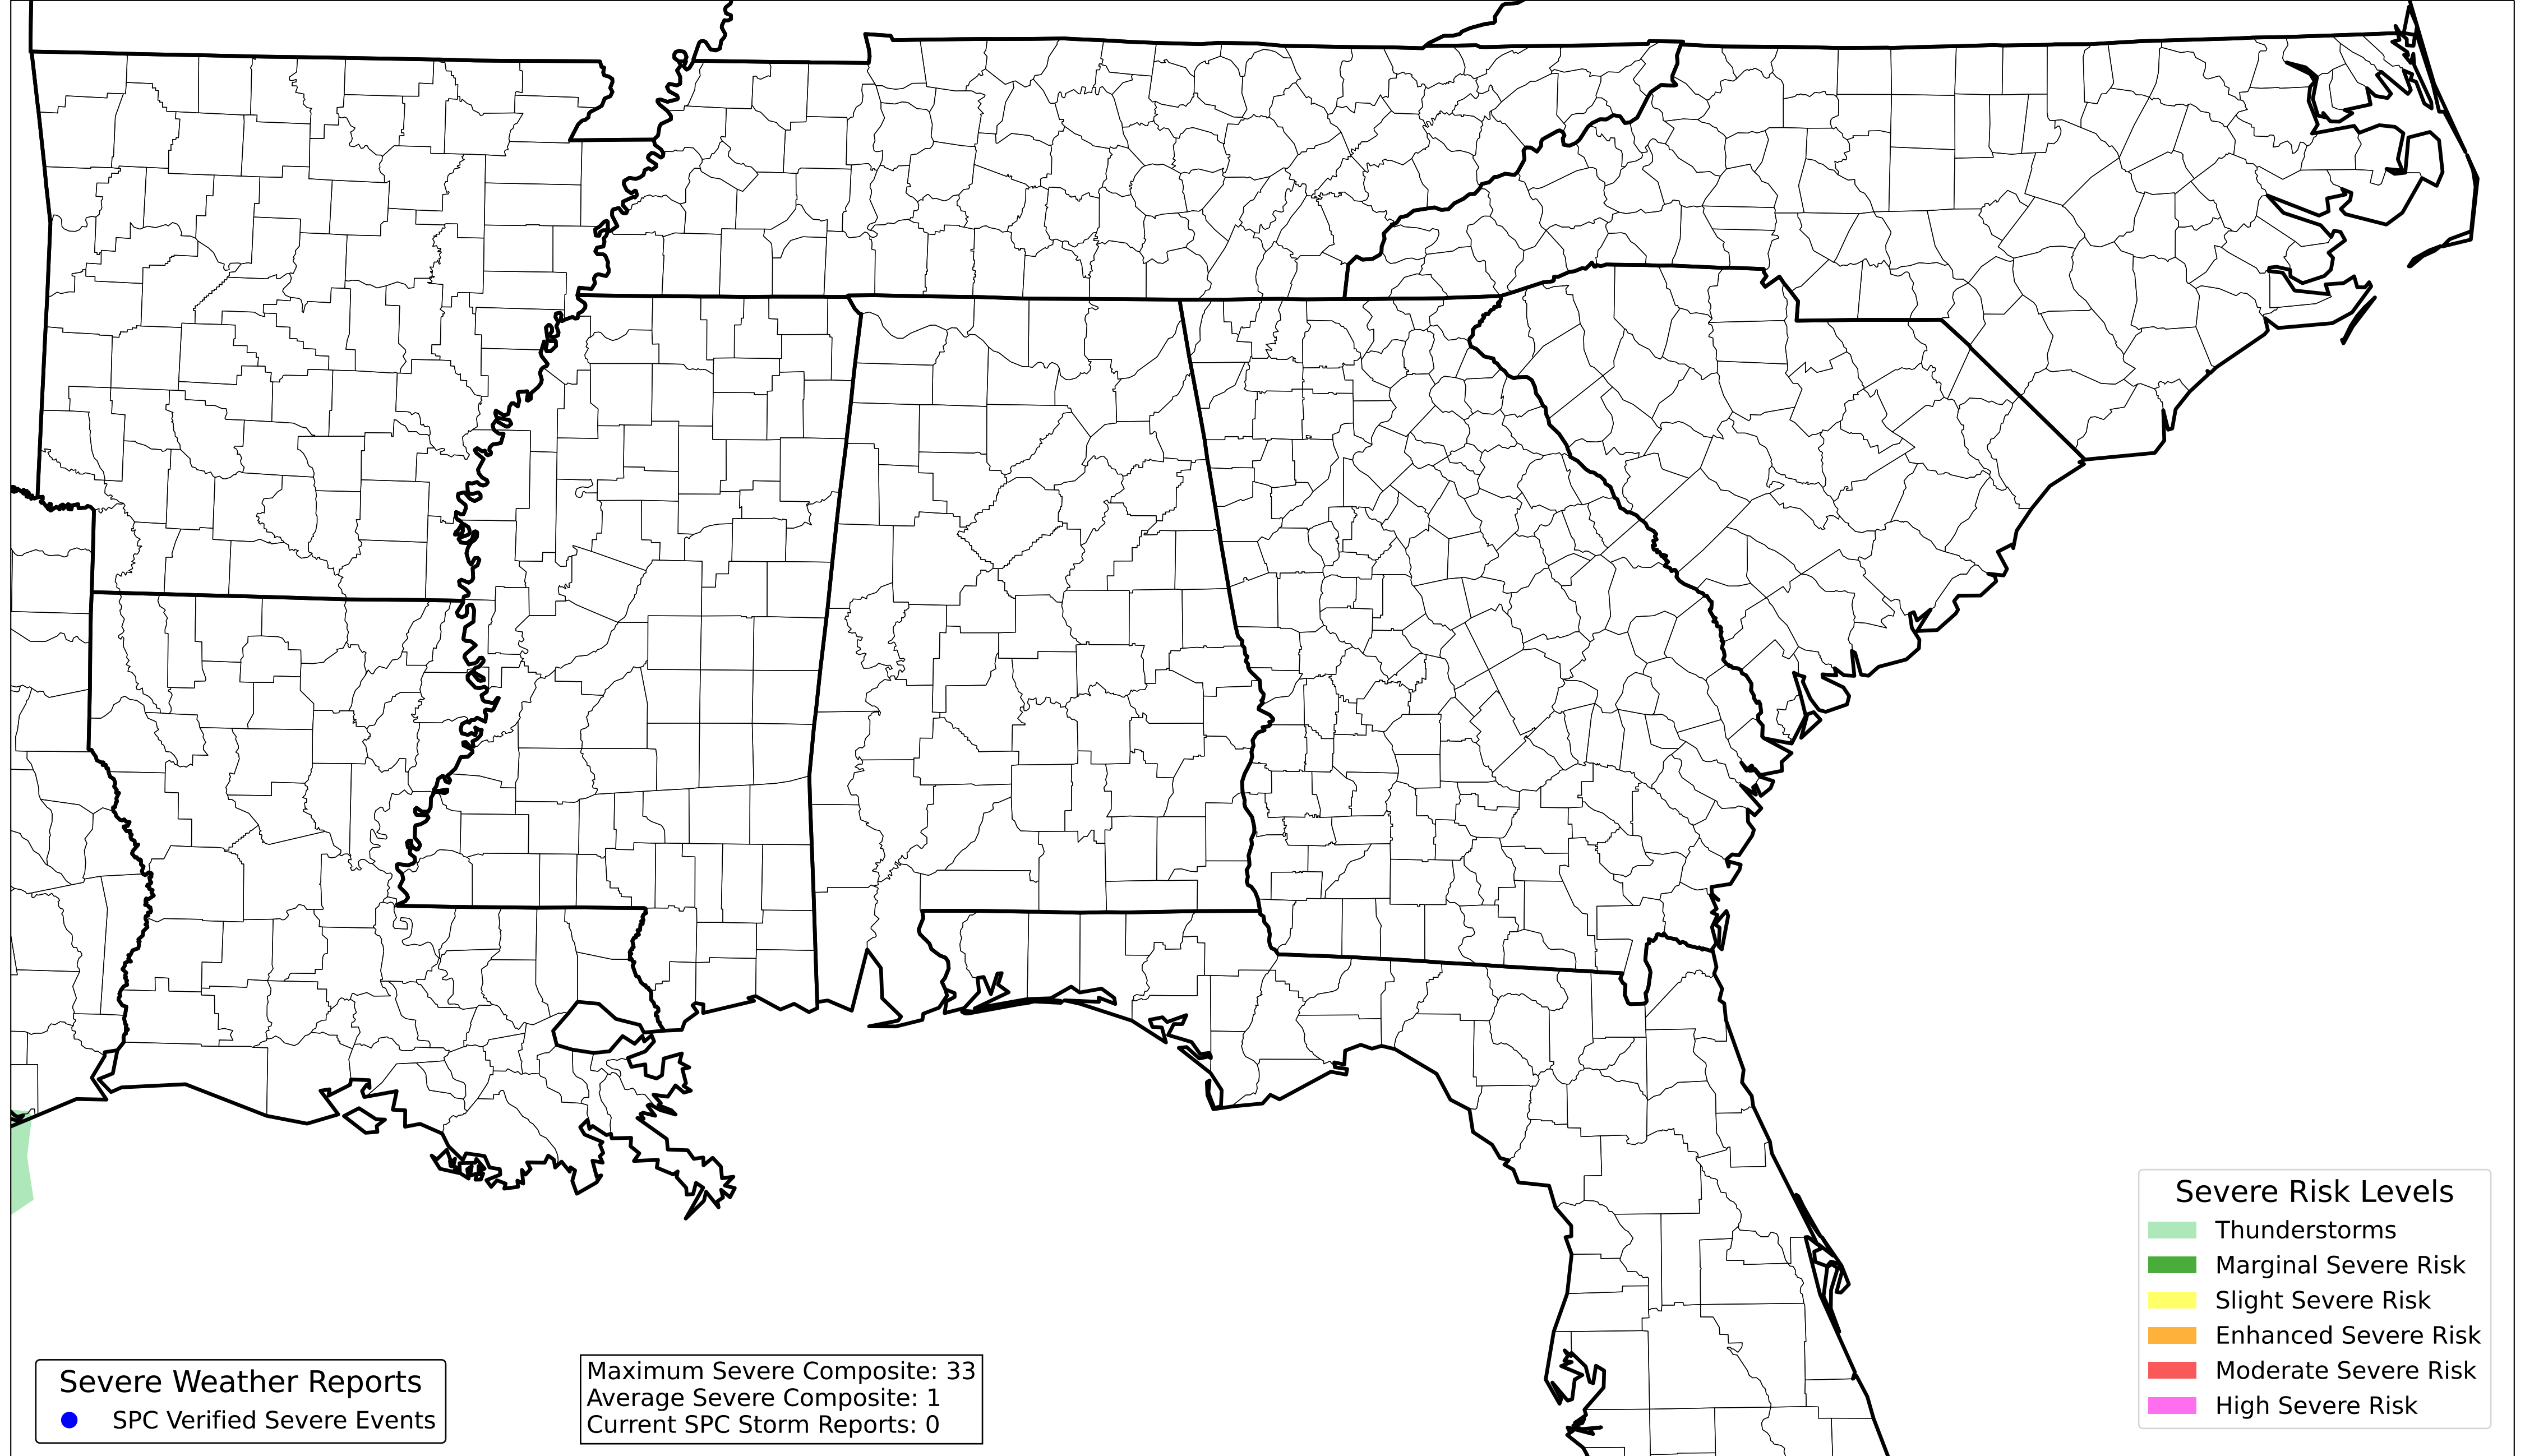 Severe Weather Reports
SPC Verified Severe Events
Maximum Severe Composite: 33
Average Severe Composite: 1
Current SPC Storm Reports: 0
Severe Risk Levels
Thunderstorms
Marginal Severe Risk
Slight Severe Risk
Enhanced Severe Risk
Moderate Severe Risk
High Severe Risk